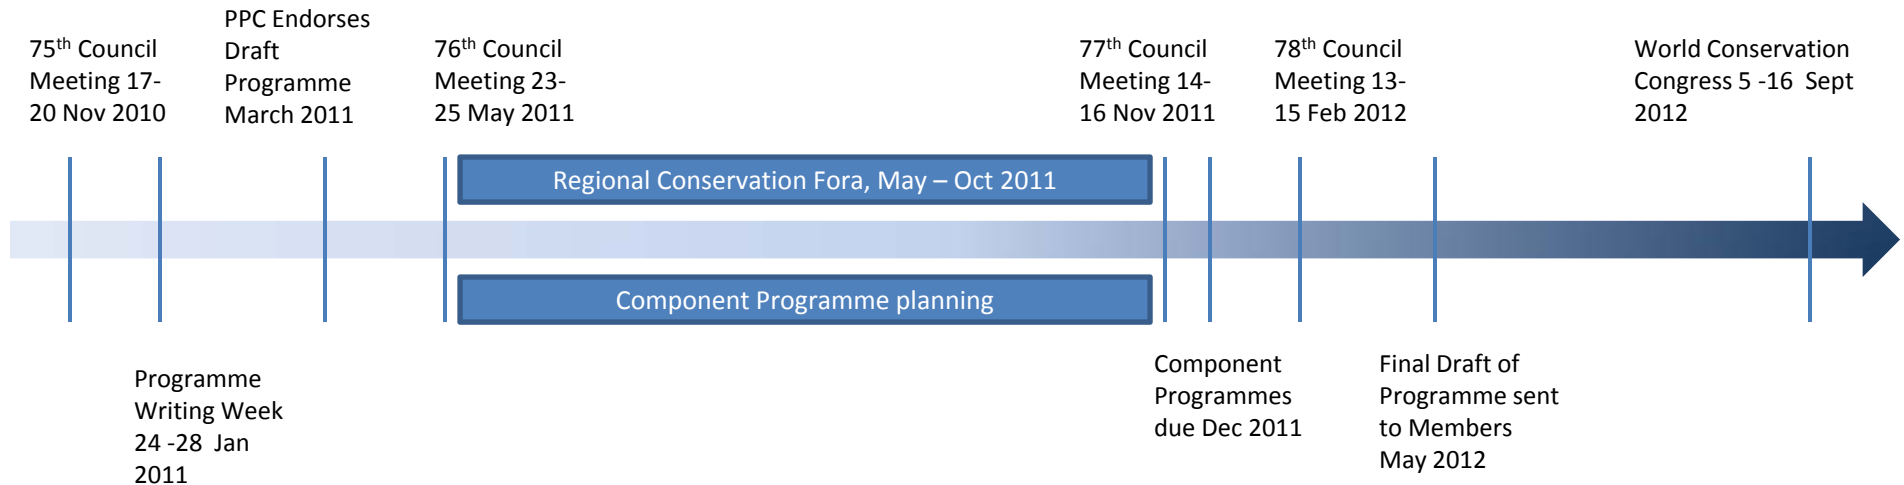 75th Council
Meeting 17-
20 Nov 2010
PPC Endorses
Draft
Programme
March 2011
76th Council
Meeting 23-
25 May 2011
77th Council
Meeting 14-
16 Nov 2011
78th Council
Meeting 13-
15 Feb 2012
World Conservation
Congress 5 -16  Sept
2012
Regional Conservation Fora, May – Oct 2011
Component Programme planning
Programme
Writing Week
24 -28  Jan
2011
Component
Programmes
due Dec 2011
Final Draft of
Programme sent
to Members
May 2012